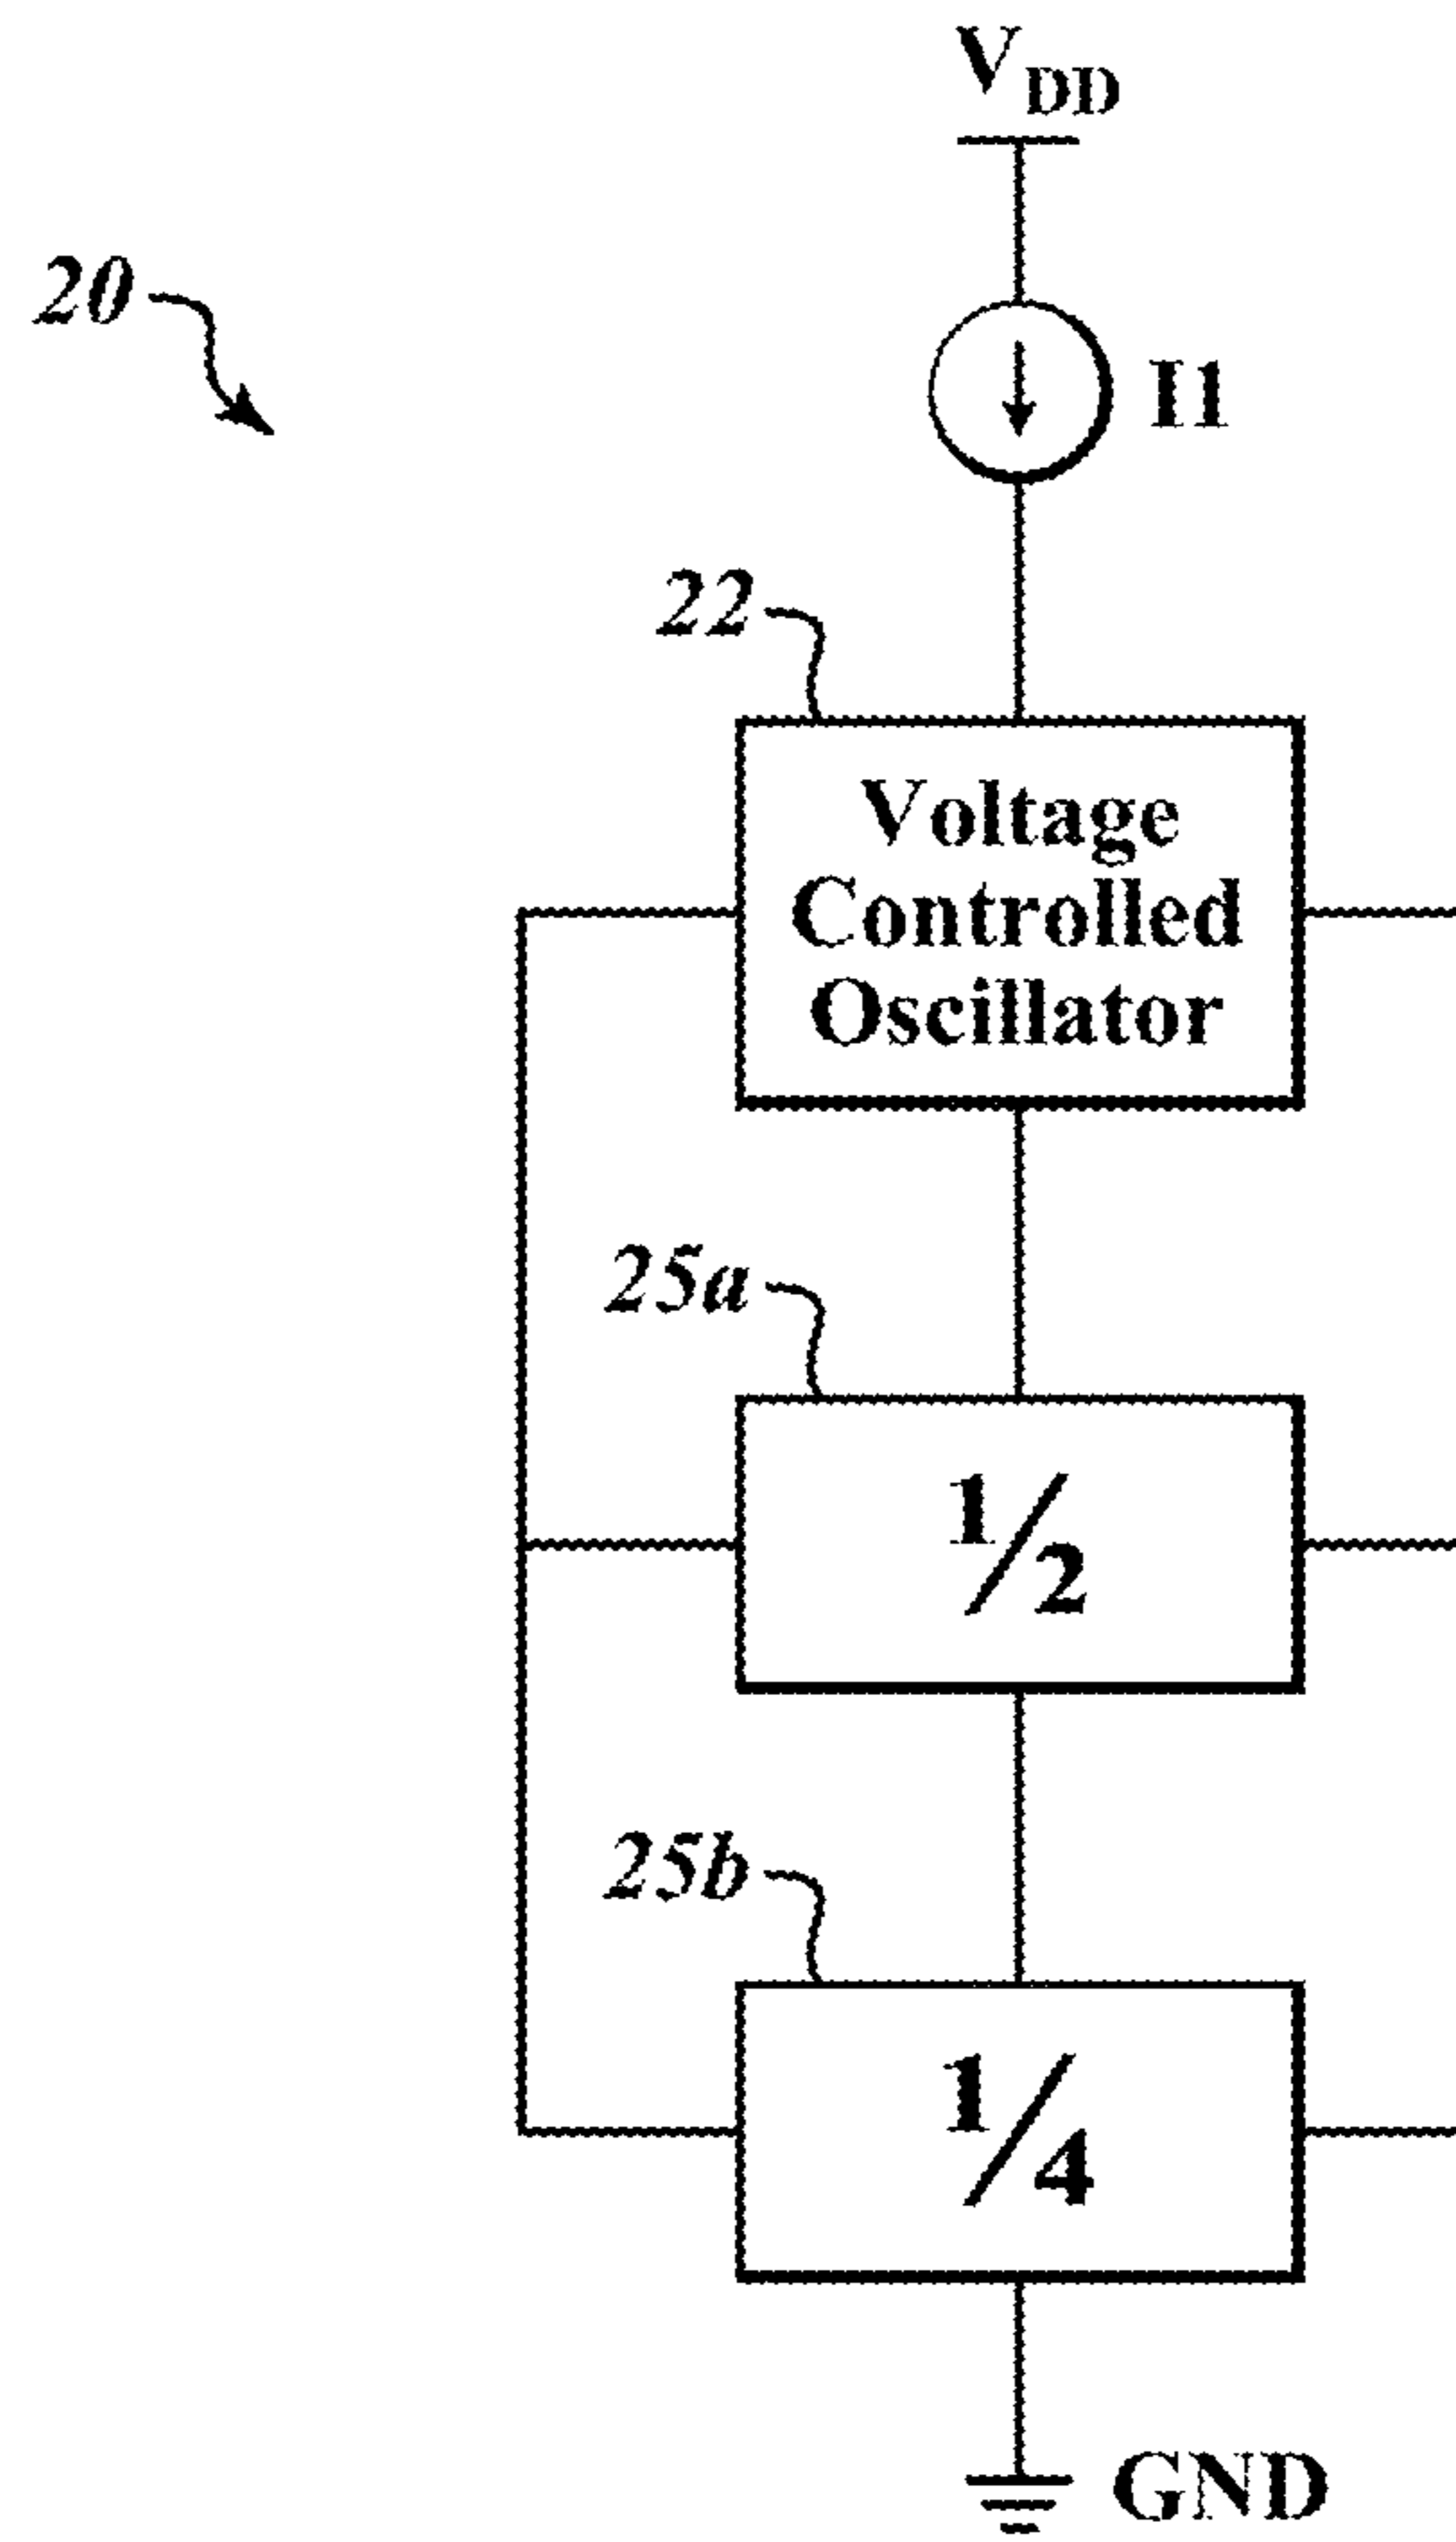 V_DD
20
I1
22
Voltage
Controlled
Oscillator
25a
1/2
25b
1/4
GND